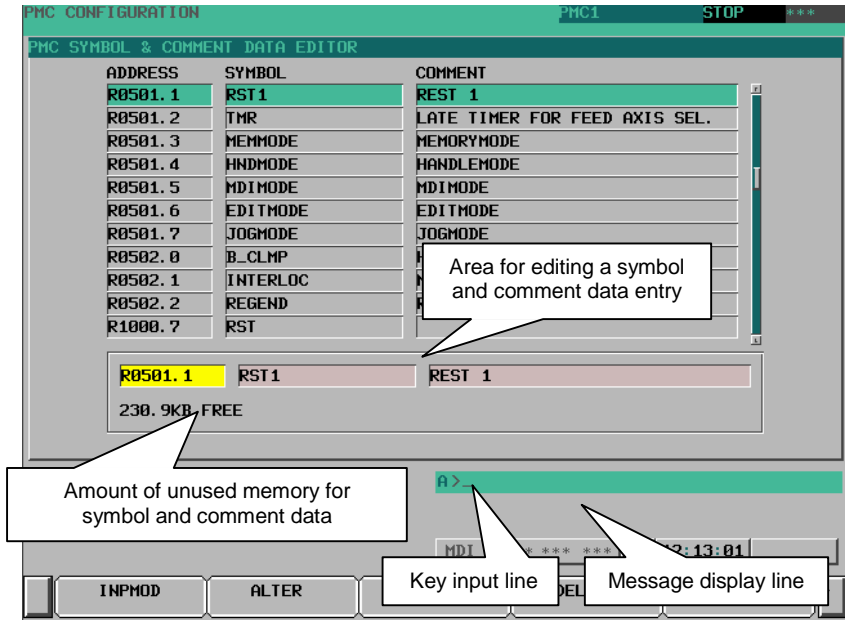 PMC CONFIGURATION PMC1 STOP ***
PMC SYMBOL & COMMENT DATA EDITOR
ADDRESS SYMBOL COMMENT
R0501.1 RST1 REST 1
R0501.2 TMR LATE TIMER FOR FEED AXIS SEL.
R0501.3 MEMMODE MEMORYMODE
R0501.4 HNDMODE HANDLEMODE
R0501.5 MDIMODE MDIMODE
R0501.6 EDITMODE EDITMODE
R0501.7 JOGMODE JOGMODE
R0502.0 B_CLMP
R0502.1 INTERLOC
R0502.2 REGEND
R1000.7 RST
Area for editing a symbol
and comment data entry
R0501.1 RST1 REST 1
230.9KB FREE
Amount of unused memory for
symbol and comment data
A>_
MDI * *** *** 12:13:01
Key input line
Message display line
INPMOD ALTER DEL